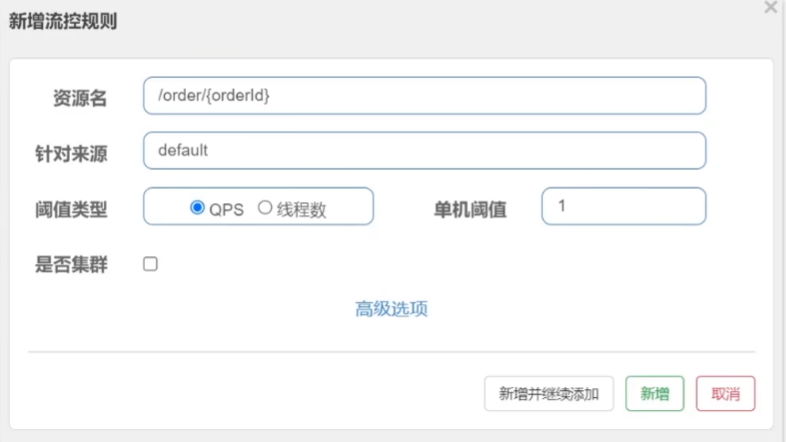 新增流控规则
资源名 /order/{orderId}
针对来源 default
阈值类型 QPS 线程数 单机阈值 1
是否集群
高级选项
新增并继续添加 新增 取消